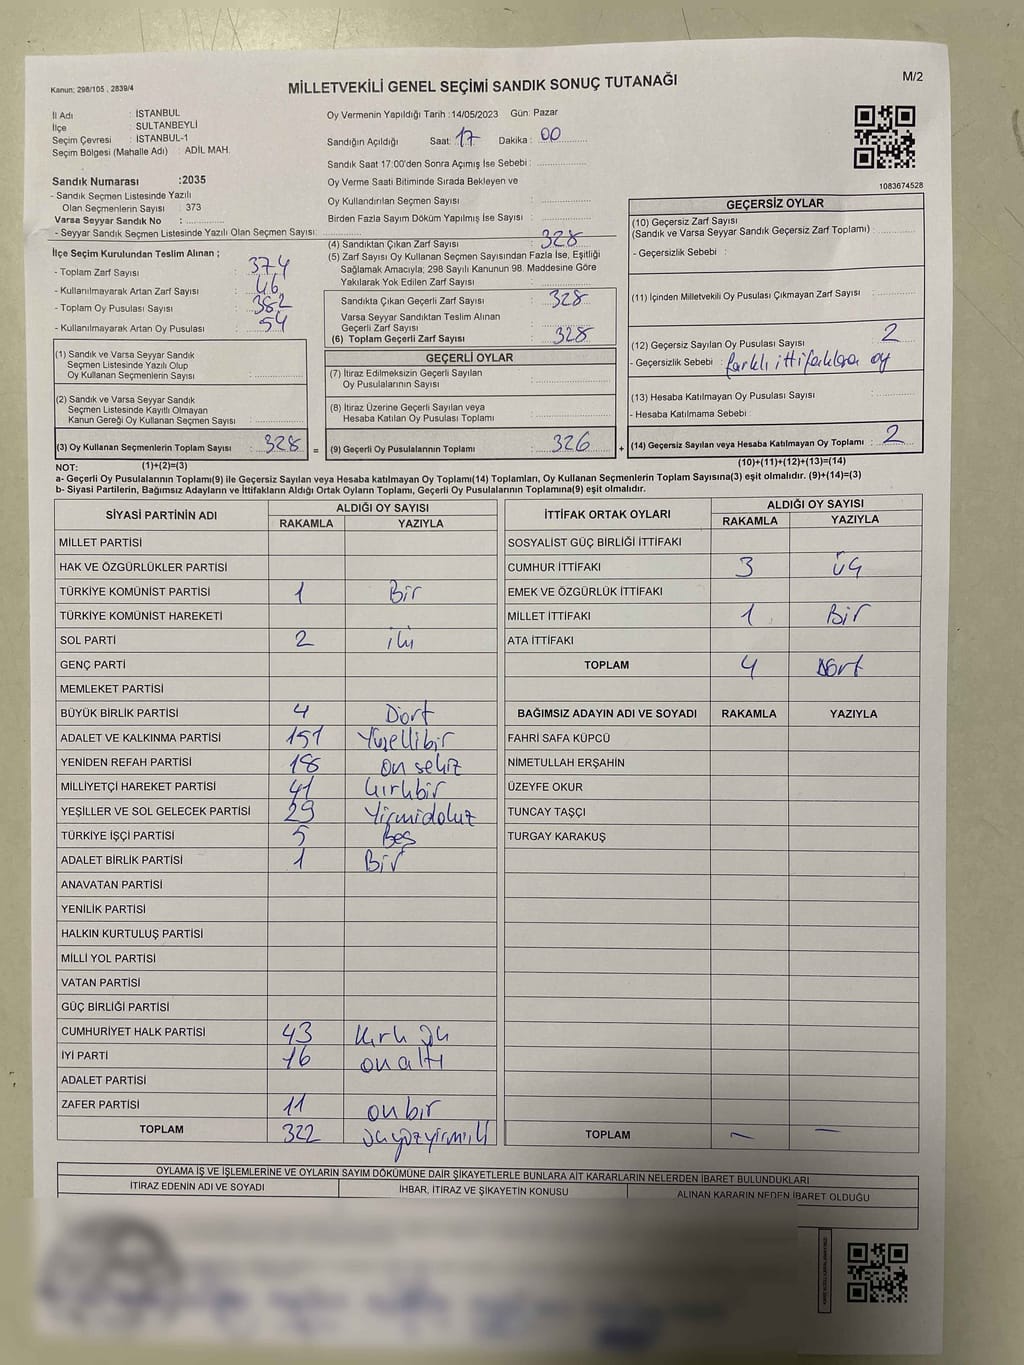 Kanun: 298/105 , 2839/4
MİLLETVEKİLİ GENEL SEÇİMİ SANDIK SONUÇ TUTANAĞI
M/2
İl Adı : İSTANBUL
İlçe : SULTANBEYLİ
Seçim Çevresi : İSTANBUL-1
Seçim Bölgesi (Mahalle Adı) : ADİL MAH.
Oy Vermenin Yapıldığı Tarih : 14/05/2023 Gün: Pazar
Sandığın Açıldığı Saat: 17 Dakika : 00
Sandık Saat 17:00'den Sonra Açımış İse Sebebi :
Oy Verme Saati Bitiminde Sırada Bekleyen ve
Oy Kullandırılan Seçmen Sayısı :
Birden Fazla Sayım Döküm Yapılmış İse Sayısı :
1083674528
Sandık Numarası :2035
- Sandık Seçmen Listesinde Yazılı
Olan Seçmenlerin Sayısı : 373
Varsa Seyyar Sandık No :
- Seyyar Sandık Seçmen Listesinde Yazılı Olan Seçmen Sayısı:
İlçe Seçim Kurulundan Teslim Alınan ;
- Toplam Zarf Sayısı : 374
- Kullanılmayarak Artan Zarf Sayısı : 46
- Toplam Oy Pusulası Sayısı : 382
- Kullanılmayarak Artan Oy Pusulası : 54
(4) Sandıktan Çıkan Zarf Sayısı : 328
(5) Zarf Sayısı Oy Kullanan Seçmen Sayısından Fazla İse, Eşitliği
Sağlamak Amacıyla; 298 Sayılı Kanunun 98. Maddesine Göre
Yakılarak Yok Edilen Zarf Sayısı :
Sandıkta Çıkan Geçerli Zarf Sayısı : 328
Varsa Seyyar Sandıktan Teslim Alınan
Geçerli Zarf Sayısı :
(6) Toplam Geçerli Zarf Sayısı : 328
GEÇERSİZ OYLAR
(10) Geçersiz Zarf Sayısı
(Sandık ve Varsa Seyyar Sandık Geçersiz Zarf Toplamı) :
- Geçersizlik Sebebi :
(11) İçinden Milletvekili Oy Pusulası Çıkmayan Zarf Sayısı :
(12) Geçersiz Sayılan Oy Pusulası Sayısı : 2
- Geçersizlik Sebebi : farklı ittifaklara oy
(13) Hesaba Katılmayan Oy Pusulası Sayısı :
- Hesaba Katılmama Sebebi :
(14) Geçersiz Sayılan veya Hesaba Katılmayan Oy Toplamı : 2
(10)+(11)+(12)+(13)=(14)
(1) Sandık ve Varsa Seyyar Sandık
Seçmen Listesinde Yazılı Olup
Oy Kullanan Seçmenlerin Sayısı :
(2) Sandık ve Varsa Seyyar Sandık
Seçmen Listesinde Kayıtlı Olmayan
Kanun Gereği Oy Kullanan Seçmen Sayısı :
(3) Oy Kullanan Seçmenlerin Toplam Sayısı : 328 =
GEÇERLİ OYLAR
(7) İtiraz Edilmeksizin Geçerli Sayılan
Oy Pusulalarının Sayısı :
(8) İtiraz Üzerine Geçerli Sayılan veya
Hesaba Katılan Oy Pusulası Toplamı :
(9) Geçerli Oy Pusulalarının Toplamı : 326 +
NOT: (1)+(2)=(3)
a- Geçerli Oy Pusulalarının Toplamı(9) ile Geçersiz Sayılan veya Hesaba katılmayan Oy Toplamı(14) Toplamları, Oy Kullanan Seçmenlerin Toplam Sayısına(3) eşit olmalıdır. (9)+(14)=(3)
b- Siyasi Partilerin, Bağımsız Adayların ve İttifakların Aldığı Ortak Oyların Toplamı, Geçerli Oy Pusulalarının Toplamına(9) eşit olmalıdır.
SİYASİ PARTİNİN ADI ALDIĞI OY SAYISI
RAKAMLA YAZIYLA
MİLLET PARTİSİ
HAK VE ÖZGÜRLÜKLER PARTİSİ
TÜRKİYE KOMÜNİST PARTİSİ 1 Bir
TÜRKİYE KOMÜNİST HAREKETİ
SOL PARTİ 2 iki
GENÇ PARTİ
MEMLEKET PARTİSİ
BÜYÜK BİRLİK PARTİSİ 4 Dört
ADALET VE KALKINMA PARTİSİ 151 Yüzellibir
YENİDEN REFAH PARTİSİ 18 on sekiz
MİLLİYETÇİ HAREKET PARTİSİ 41 kırkbir
YEŞİLLER VE SOL GELECEK PARTİSİ 29 Yirmidokuz
TÜRKİYE İŞÇİ PARTİSİ 5 Beş
ADALET BİRLİK PARTİSİ 1 Bir
ANAVATAN PARTİSİ
YENİLİK PARTİSİ
HALKIN KURTULUŞ PARTİSİ
MİLLİ YOL PARTİSİ
VATAN PARTİSİ
GÜÇ BİRLİĞİ PARTİSİ
CUMHURİYET HALK PARTİSİ 43 kırk üç
İYİ PARTİ 16 on altı
ADALET PARTİSİ
ZAFER PARTİSİ 11 on bir
TOPLAM 322
İTTİFAK ORTAK OYLARI ALDIĞI OY SAYISI
RAKAMLA YAZIYLA
SOSYALİST GÜÇ BİRLİĞİ İTTİFAKI
CUMHUR İTTİFAKI 3 üç
EMEK VE ÖZGÜRLÜK İTTİFAKI
MİLLET İTTİFAKI 1 Bir
ATA İTTİFAKI
TOPLAM 4 Dört
BAĞIMSIZ ADAYIN ADI VE SOYADI RAKAMLA YAZIYLA
FAHRİ SAFA KÜPCÜ
NİMETULLAH ERŞAHİN
ÜZEYFE OKUR
TUNCAY TAŞÇI
TURGAY KARAKUŞ
TOPLAM — —
OYLAMA İŞ VE İŞLEMLERİNE VE OYLARIN SAYIM DÖKÜMÜNE DAİR ŞİKAYETLERLE BUNLARA AİT KARARLARIN NELERDEN İBARET BULUNDUKLARI
İTİRAZ EDENİN ADI VE SOYADI İHBAR, İTİRAZ VE ŞİKAYETİN KONUSU ALINAN KARARIN NEDEN İBARET OLDUĞU